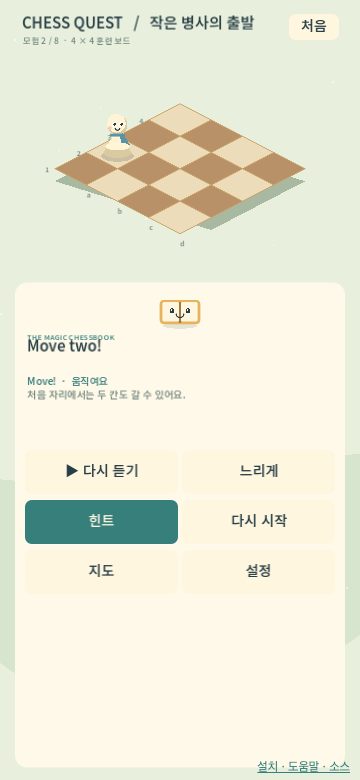 CHESS QUEST / 작은 병사의 출발
처음
모험 2 / 8 · 4 × 4 훈련 보드
4
2
1
a
b
c
d
THE MAGIC CHESSBOOK
Move two!
Move! · 움직여요
처음 자리에서는 두 칸도 갈 수 있어요.
▶ 다시 듣기
느리게
힌트
다시 시작
지도
설정
설치 · 도움말 · 소스